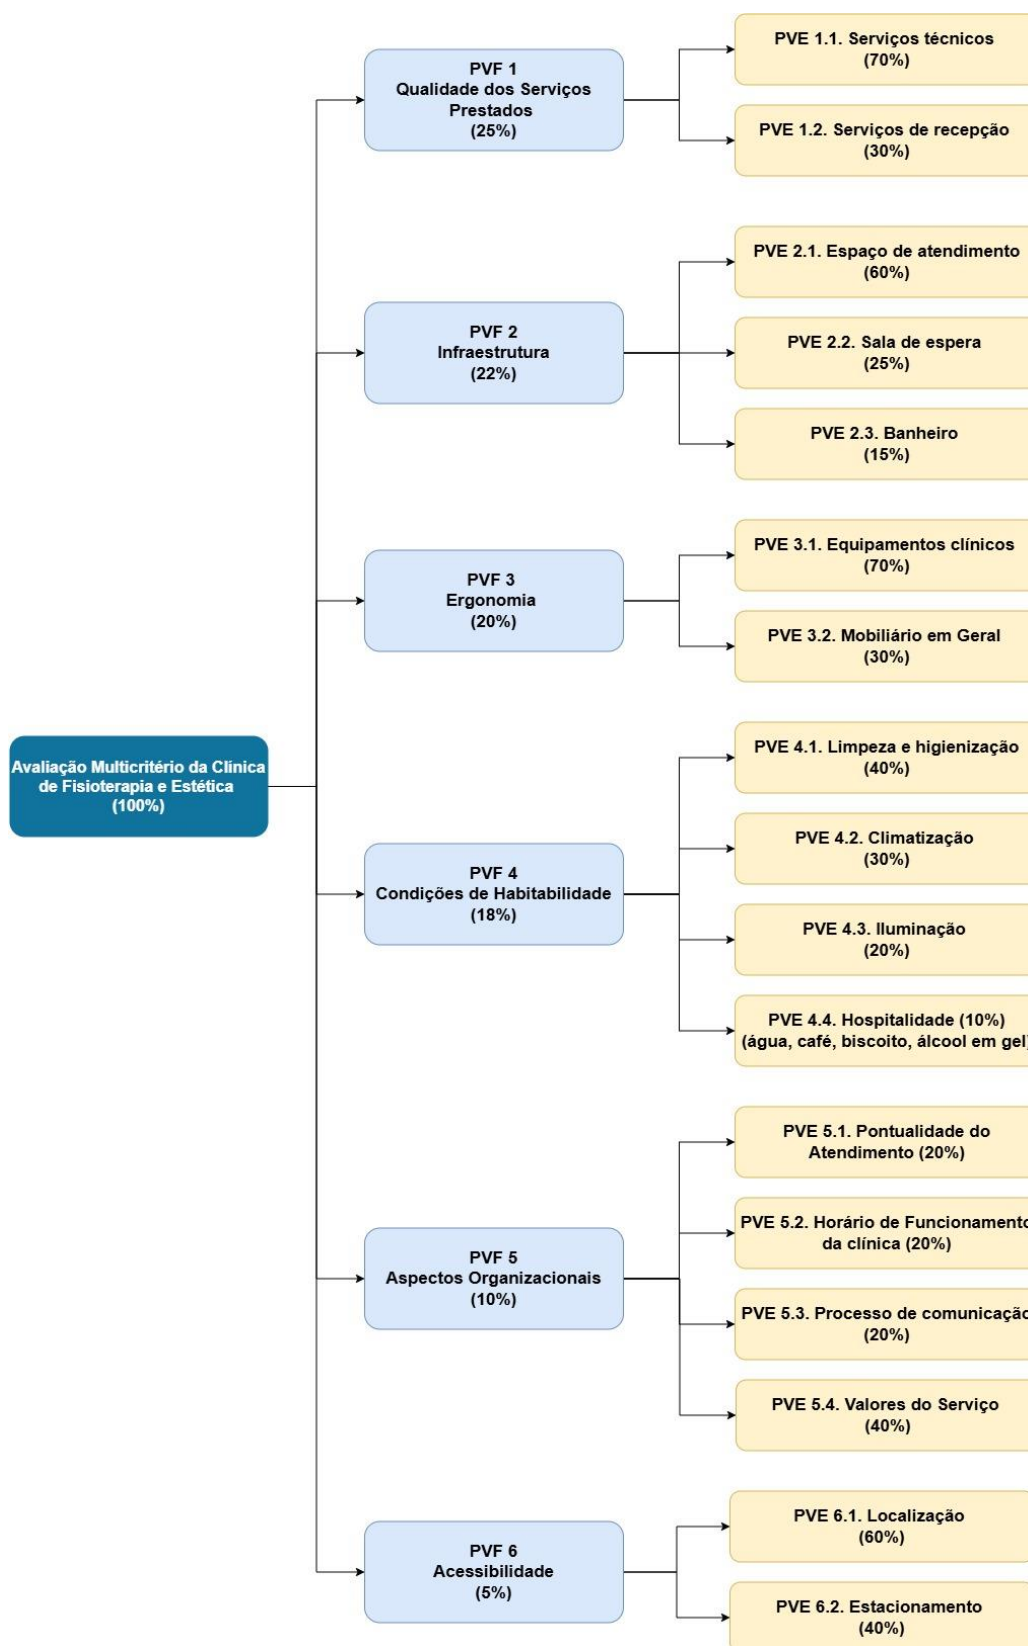 PVF 1
Qualidade dos Serviços
Prestados
(25%)
PVE 1.1. Serviços técnicos
(70%)
PVE 1.2. Serviços de recepção
(30%)
PVF 2
Infraestrutura
(22%)
PVE 2.1. Espaço de atendimento
(60%)
PVE 2.2. Sala de espera
(25%)
PVE 2.3. Banheiro
(15%)
PVF 3
Ergonomia
(20%)
PVE 3.1. Equipamentos clínicos
(70%)
PVE 3.2. Mobiliário em Geral
(30%)
Avaliação Multicritério da Clínica
de Fisioterapia e Estética
(100%)
PVF 4
Condições de Habitabilidade
(18%)
PVE 4.1. Limpeza e higienização
(40%)
PVE 4.2. Climatização
(30%)
PVE 4.3. Iluminação
(20%)
PVE 4.4. Hospitalidade (10%)
(água, café, biscoito, álcool em gel)
PVF 5
Aspectos Organizacionais
(10%)
PVE 5.1. Pontualidade do
Atendimento (20%)
PVE 5.2. Horário de Funcionamento
da clínica (20%)
PVE 5.3. Processo de comunicação
(20%)
PVE 5.4. Valores do Serviço
(40%)
PVF 6
Acessibilidade
(5%)
PVE 6.1. Localização
(60%)
PVE 6.2. Estacionamento
(40%)